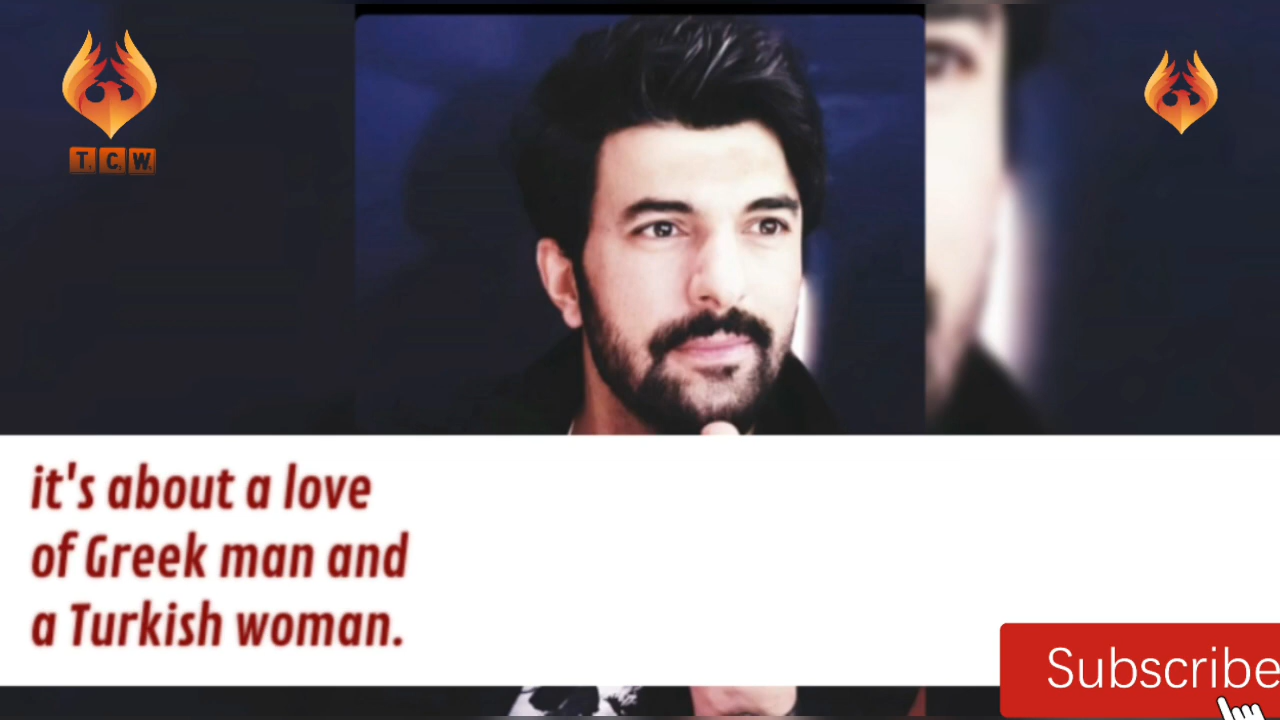 T. C. W.
it's about a love
of Greek man and
a Turkish woman.
Subscribe